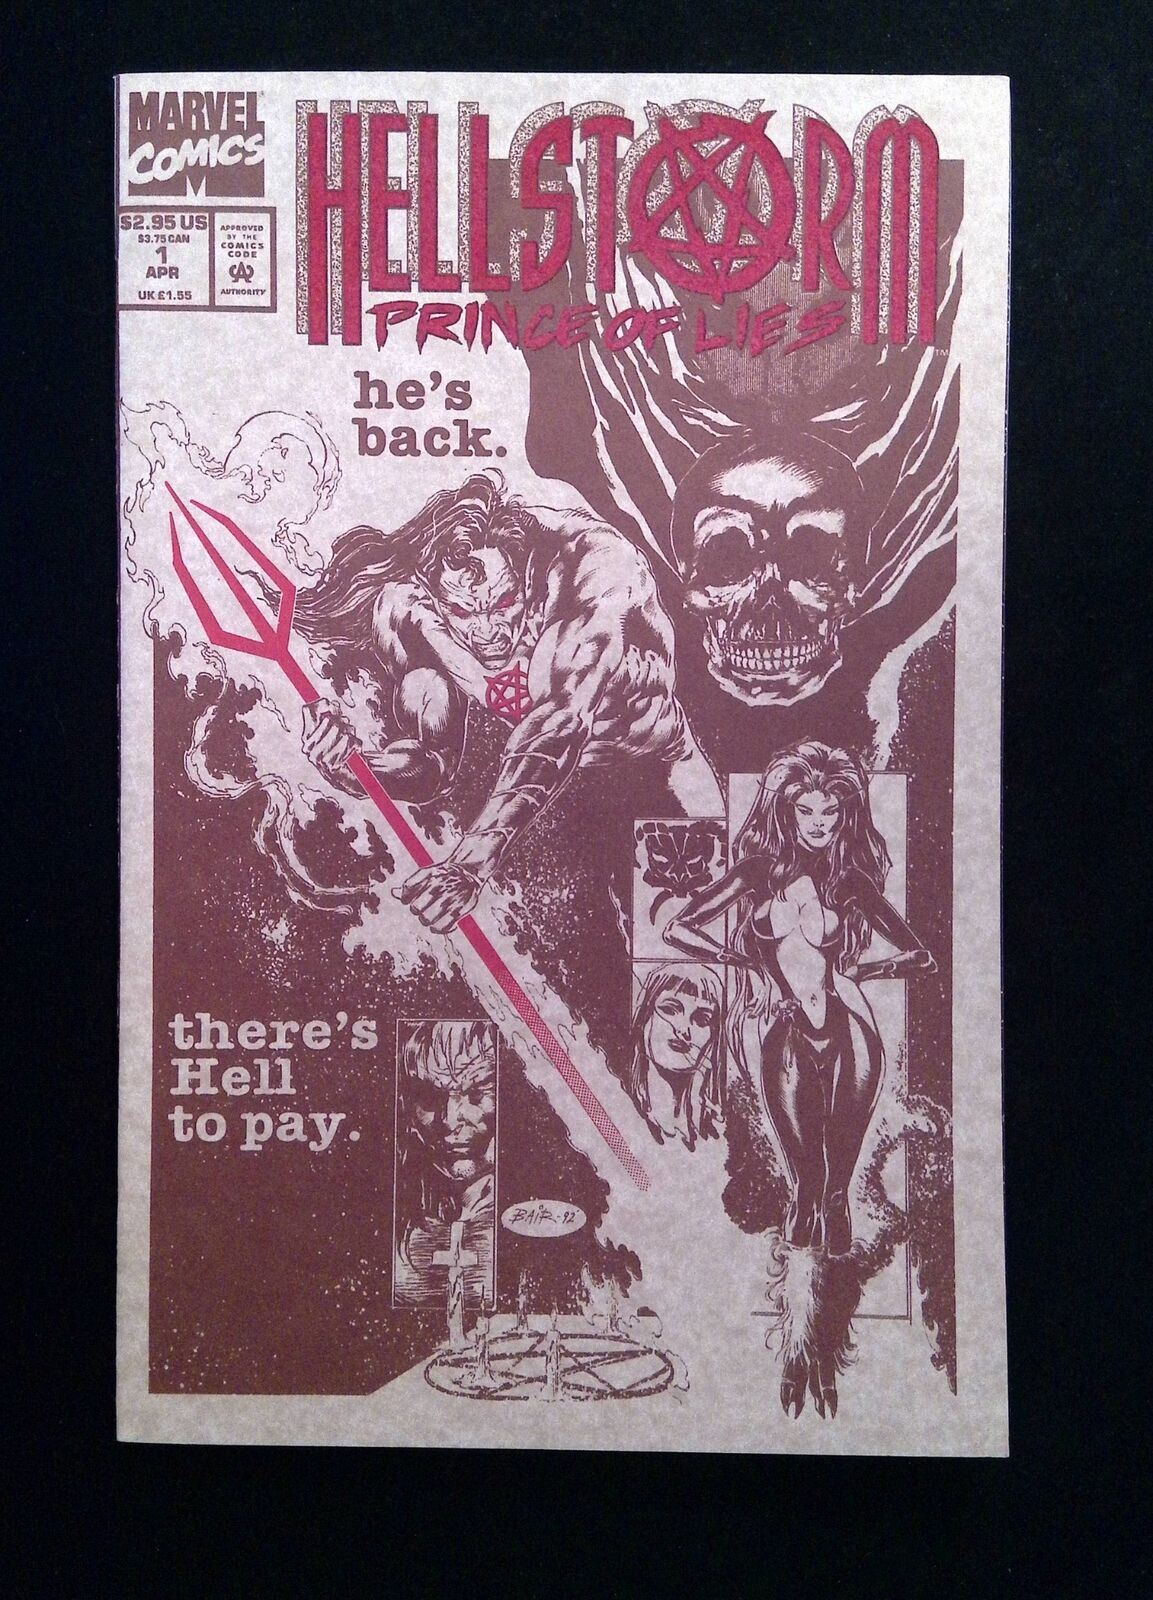 MARVEL
COMICS
$2.95 US
$3.75 CAN
1
APR
UK £1.55
APPROVED
BY THE
COMICS
CODE
CA
AUTHORITY
HELLSTORM
PRINCE OF LIES
TM
he's
back.
there's
Hell
to pay.
BAIR-92